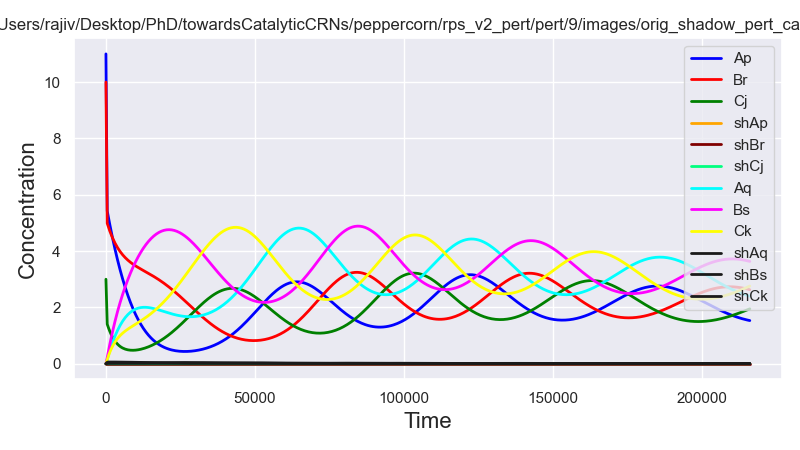 Users/rajiv/Desktop/PhD/towardsCatalyticCRNs/peppercorn/rps_v2_pert/pert/9/images/orig_shadow_pert_ca
Concentration
10
8
6
4
2
0
0
50000
100000
150000
200000
Time
Ap
Br
Cj
shAp
shBr
shCj
Aq
Bs
Ck
shAq
shBs
shCk